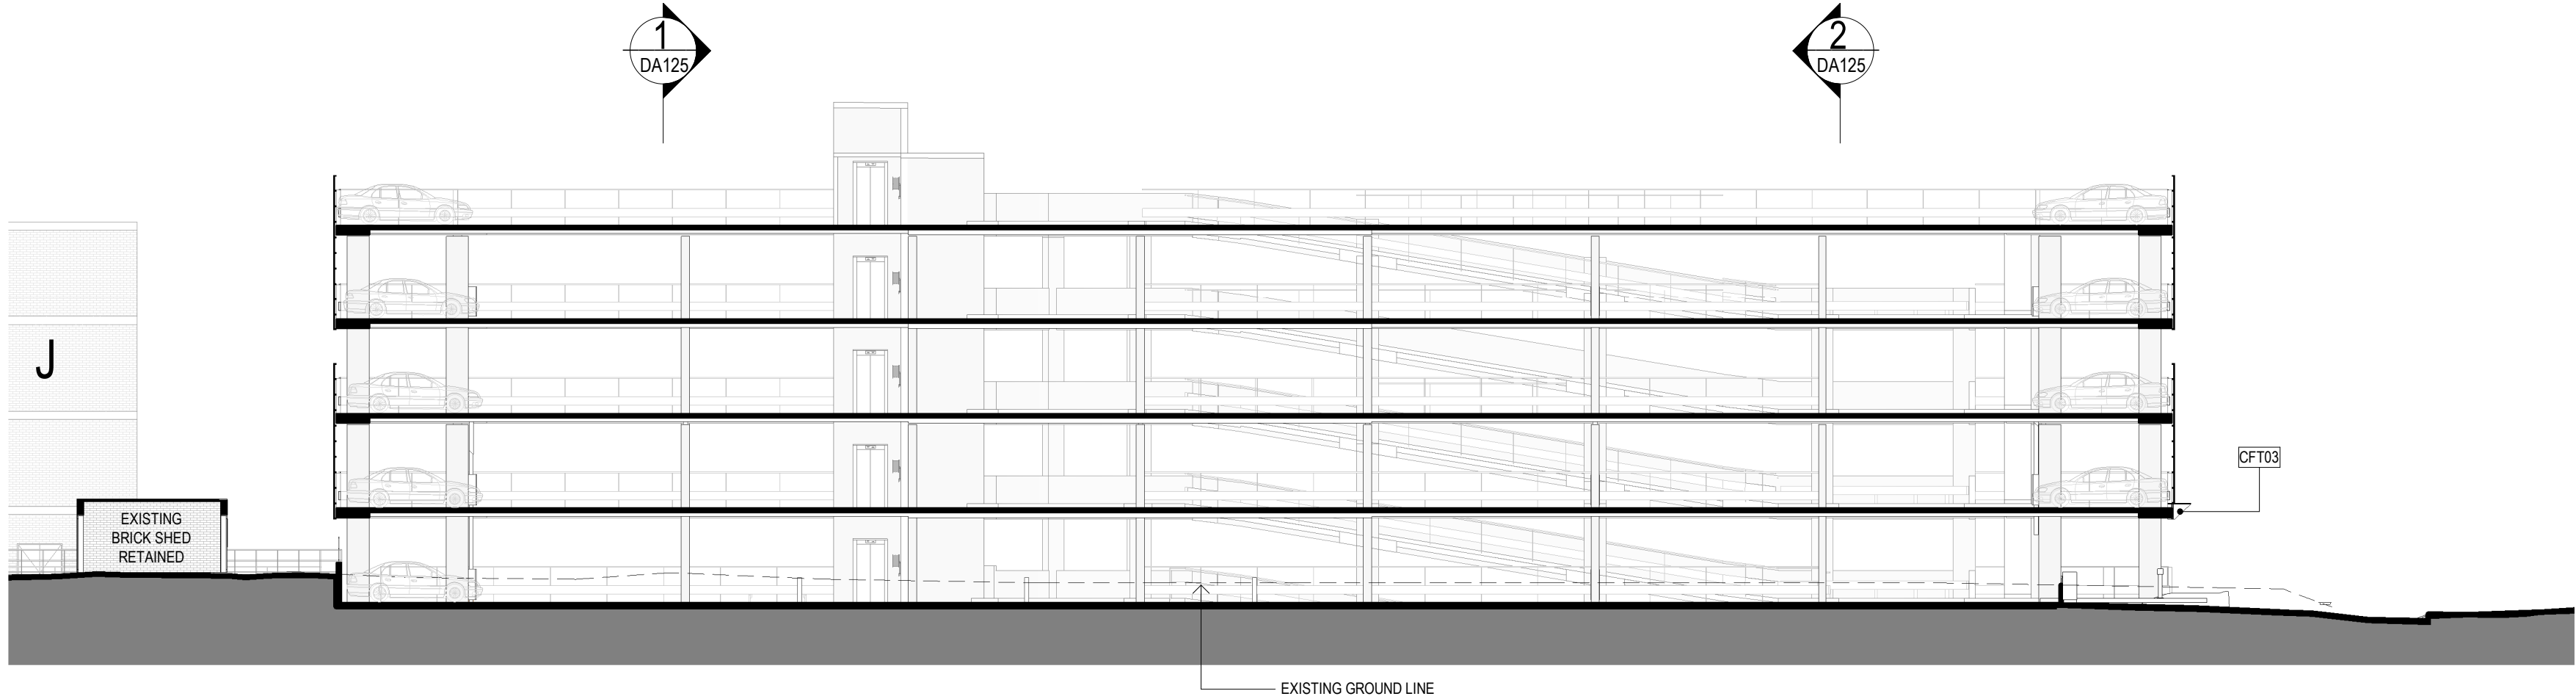 1
DA125
2
DA125
J
CFT03
EXISTING
BRICK SHED
RETAINED
EXISTING GROUND LINE